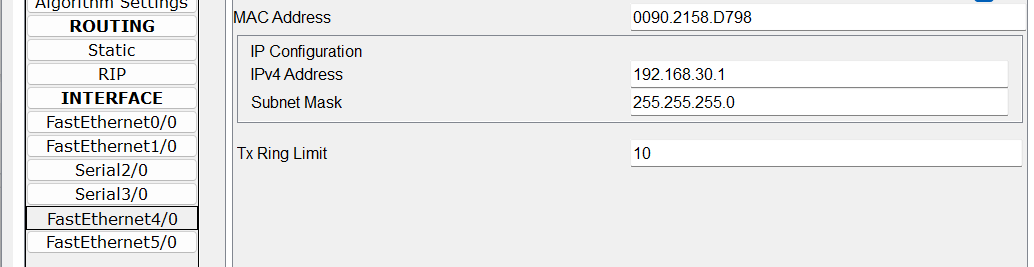 Algorithm Settings
ROUTING
Static
RIP
INTERFACE
FastEthernet0/0
FastEthernet1/0
Serial2/0
Serial3/0
FastEthernet4/0
FastEthernet5/0
MAC Address 0090.2158.D798
IP Configuration
IPv4 Address 192.168.30.1
Subnet Mask 255.255.255.0
Tx Ring Limit 10